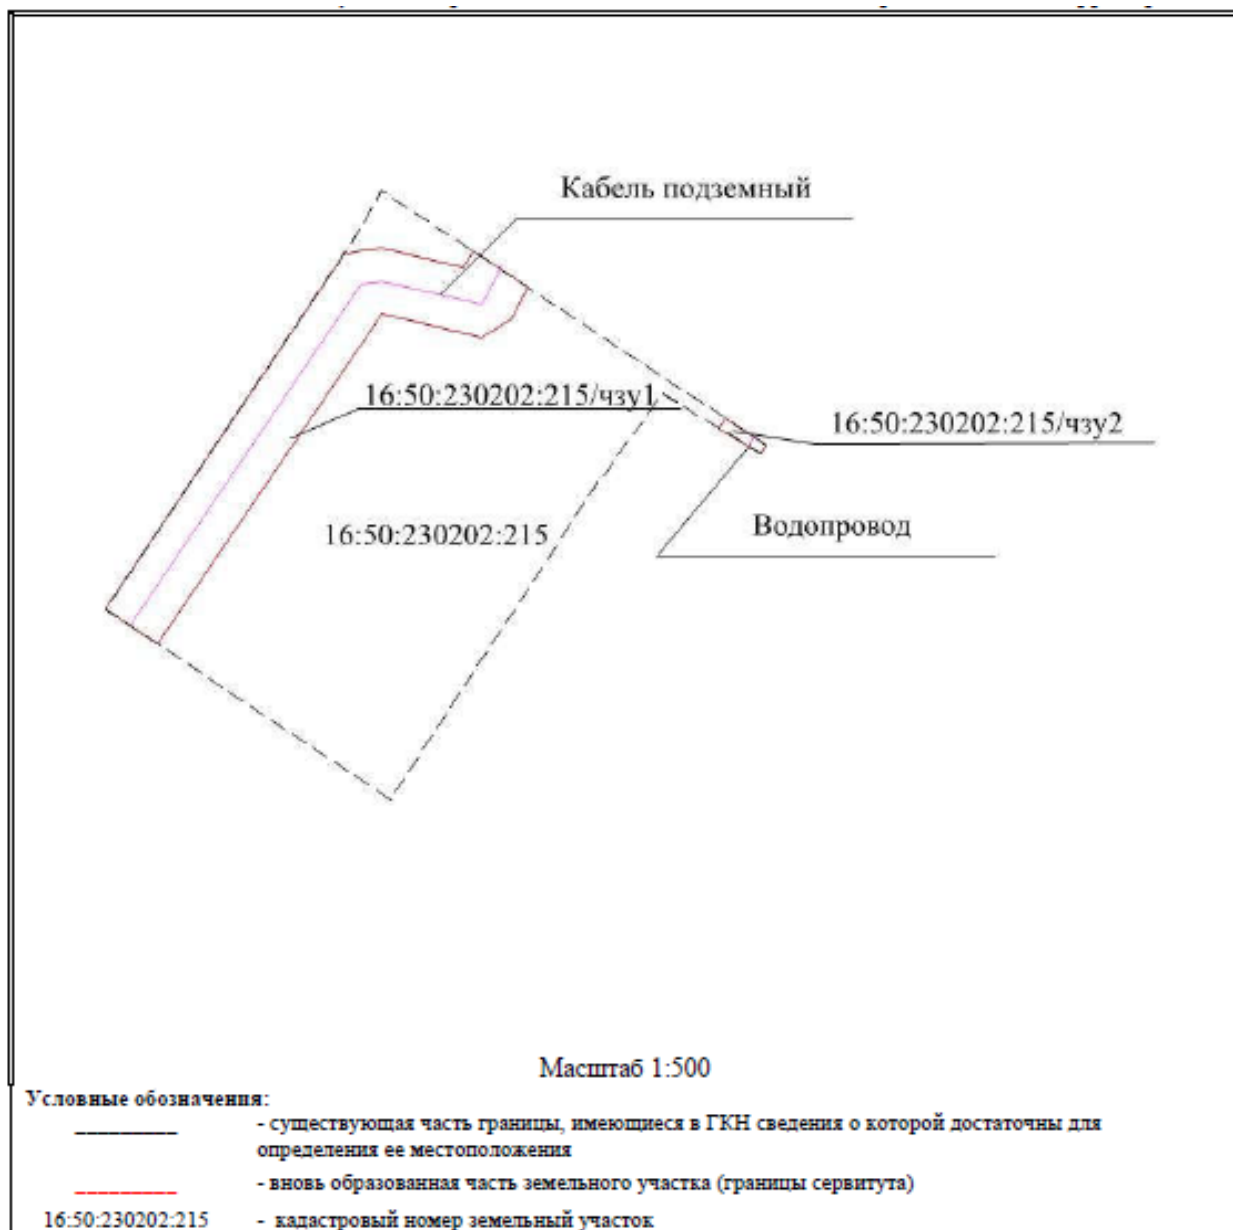 Кабель подземный
16:50:230202:215/чзу1
16:50:230202:215/чзу2
16:50:230202:215
Водопровод
Масштаб 1:500
Условные обозначения:
- существующая часть границы, имеющиеся в ГКН сведения о которой достаточны для
определения ее местоположения
- вновь образованная часть земельного участка (границы сервитута)
16:50:230202:215 - кадастровый номер земельный участок